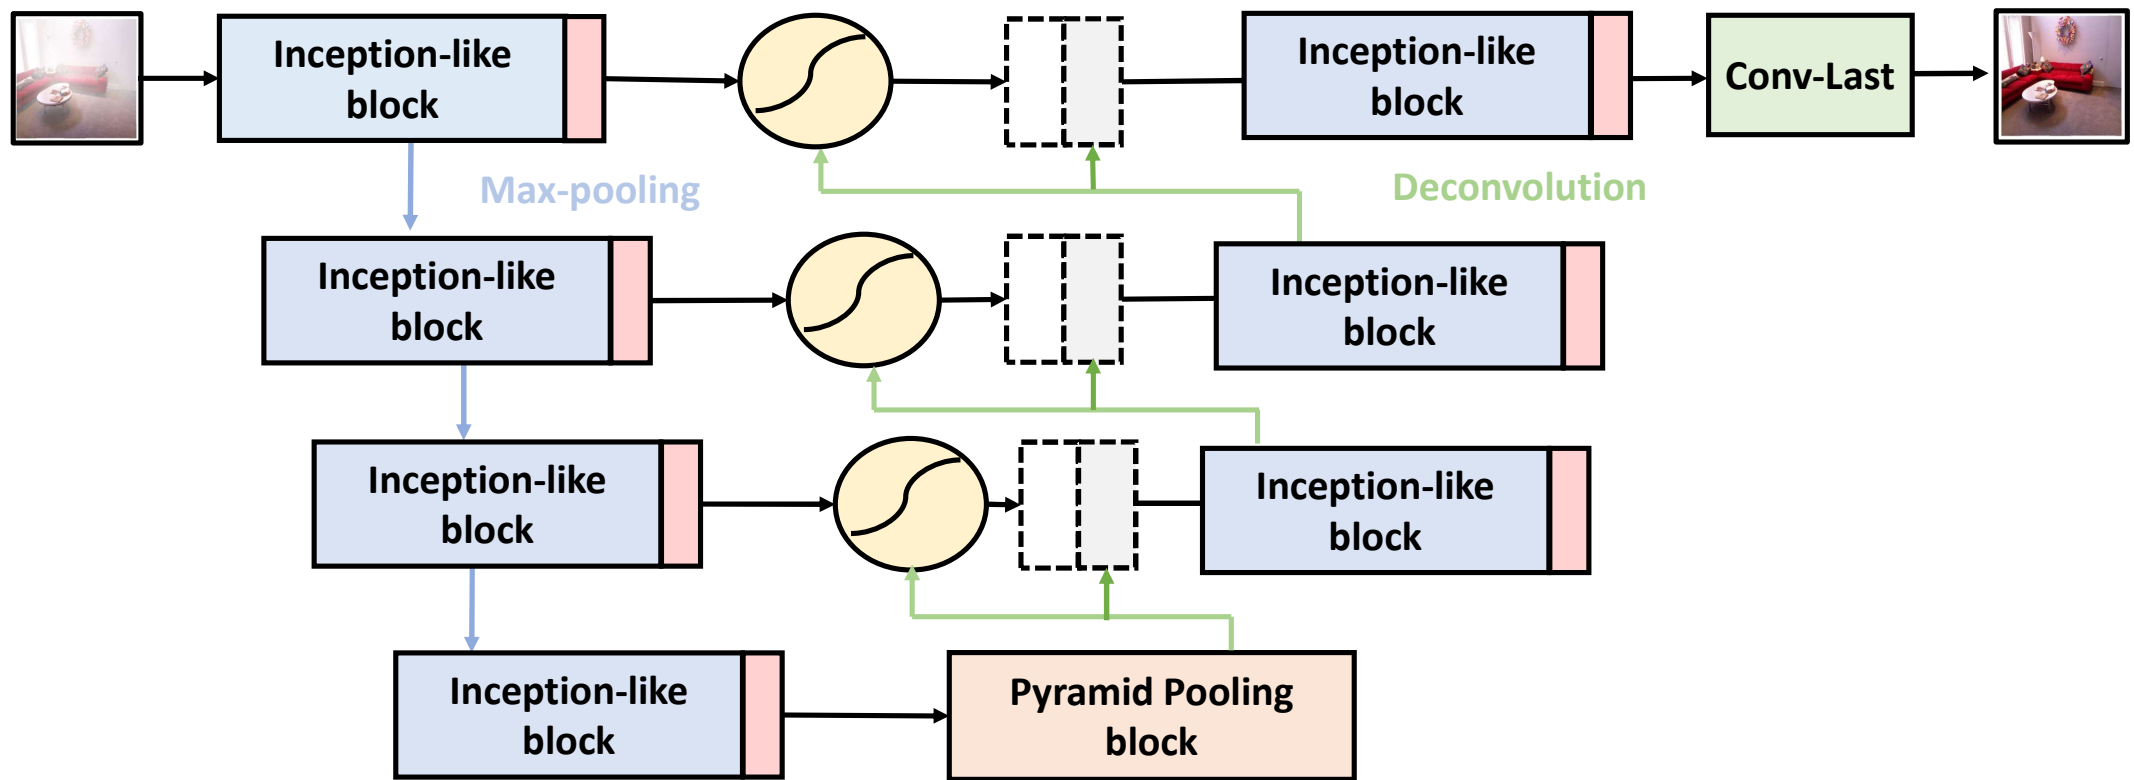 Inception-like
block
Inception-like
block
Conv-Last
Max-pooling
Deconvolution
Inception-like
block
Inception-like
block
Inception-like
block
Inception-like
block
Inception-like
block
Pyramid Pooling
block